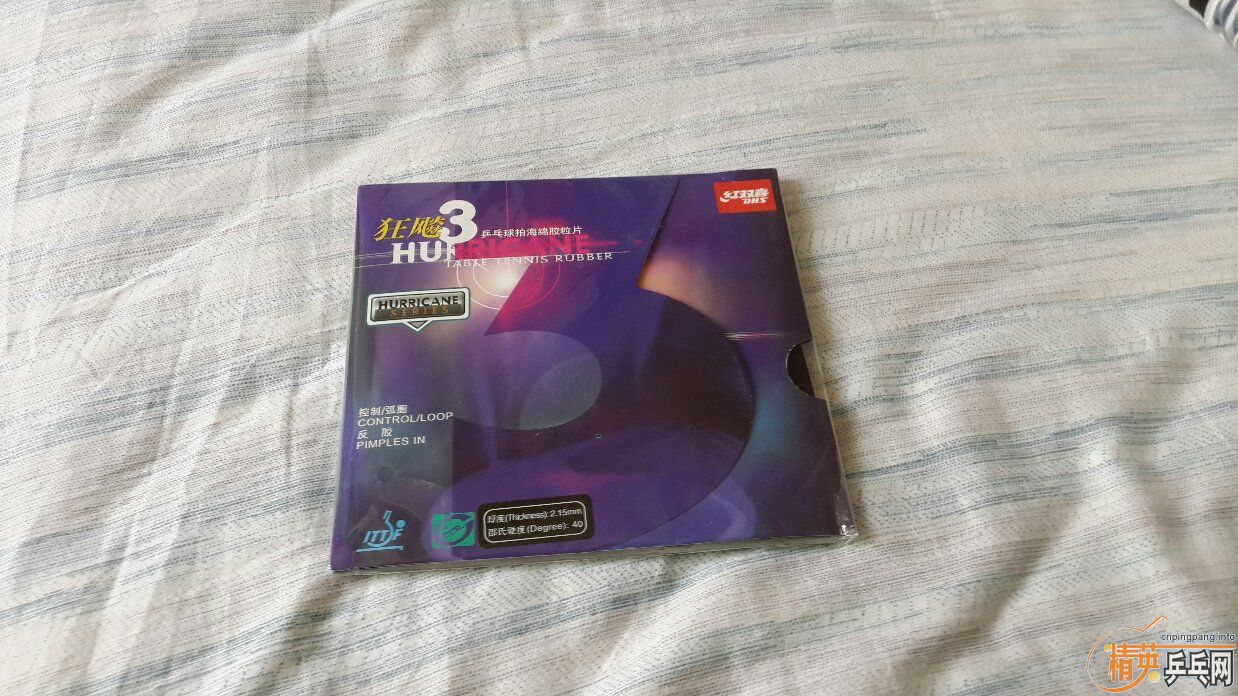 红双喜
DHS
狂飚3
乒乓球拍海绵胶粒片
HURRICANE
TABLE TENNIS RUBBER
HURRICANE
SERIES
控制/弧圈
CONTROL/LOOP
反 胶
PIMPLES IN
ITTF
厚度(Thickness): 2.15mm
邵氏硬度(Degree): 40
cnpingpang.info
精英乒乓网